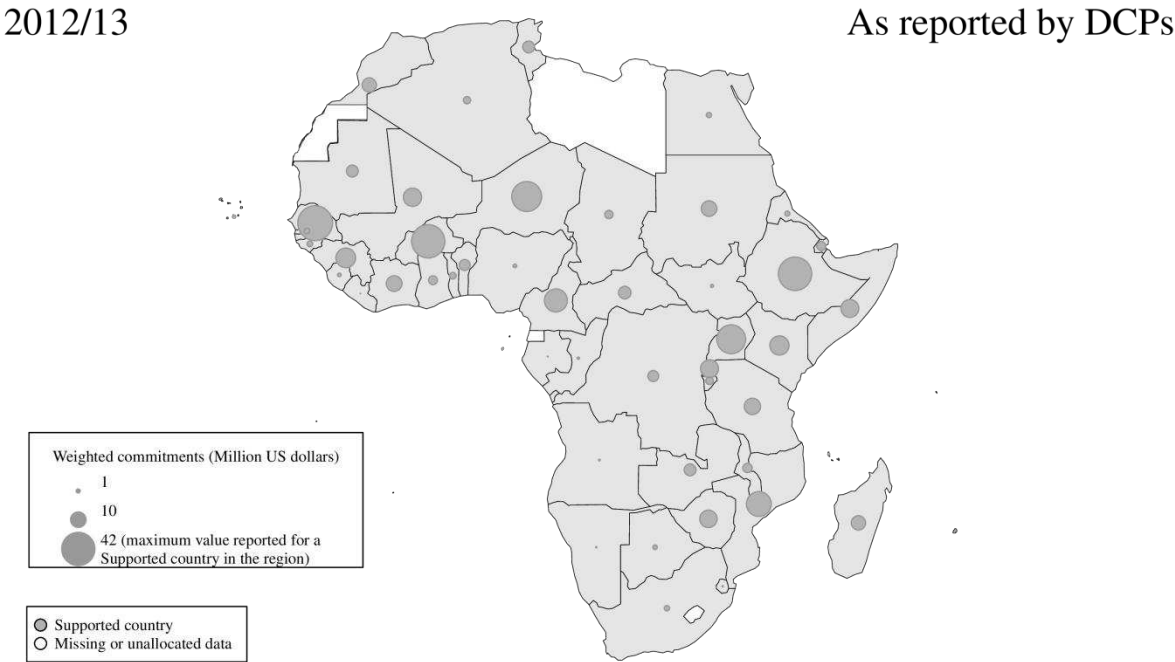 2012/13
As reported by DCPs
Weighted commitments (Million US dollars)
1
10
42 (maximum value reported for a
Supported country in the region)
Supported country
Missing or unallocated data